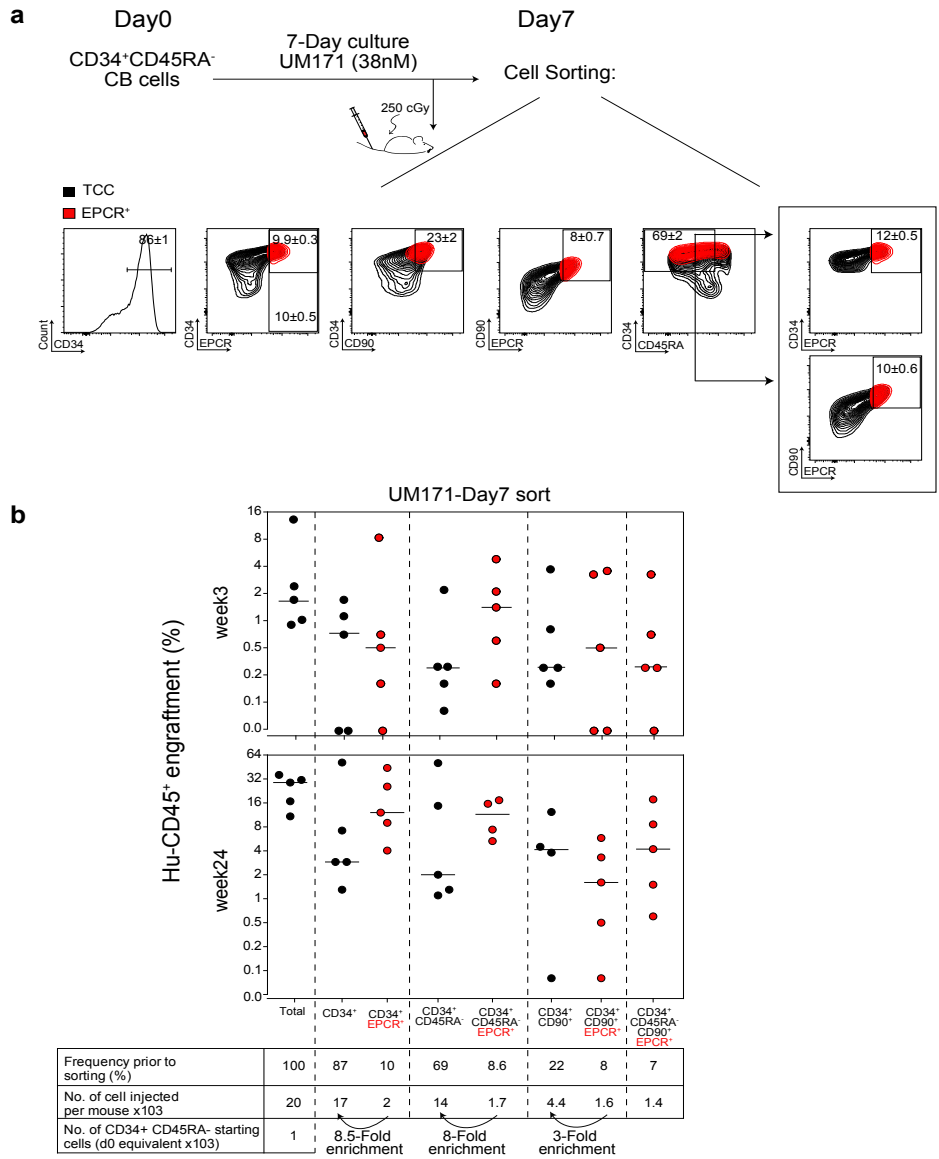 a
Day0
Day7
CD34⁺CD45RA⁻
CB cells
7-Day culture
UM171 (38nM)
Cell Sorting:
250 cGy
TCC
EPCR⁺
86±1
Count
CD34
9.9±0.3
10±0.5
CD34
EPCR
23±2
CD34
CD90
8±0.7
CD90
EPCR
69±2
CD34
CD45RA
12±0.5
CD34
EPCR
10±0.6
CD90
EPCR
b
UM171-Day7 sort
Hu-CD45⁺ engraftment (%)
week3
16
8
4
2
1
0.5
0.2
0.1
0.0
week24
64
32
16
8
4
2
1
0.5
0.2
0.1
0.0
Total
CD34⁺
CD34⁺
EPCR⁺
CD34⁺
CD45RA⁻
CD34⁺
CD45RA⁻
EPCR⁺
CD34⁺
CD90⁺
CD34⁺
CD90⁺
EPCR⁺
CD34⁺
CD45RA⁻
CD90⁺
EPCR⁺
Frequency prior to
sorting (%)
100 87 10 69 8.6 22 8 7
No. of cell injected
per mouse x103
20 17 2 14 1.7 4.4 1.6 1.4
No. of CD34+ CD45RA- starting
cells (d0 equivalent x103)
1
8.5-Fold
enrichment
8-Fold
enrichment
3-Fold
enrichment